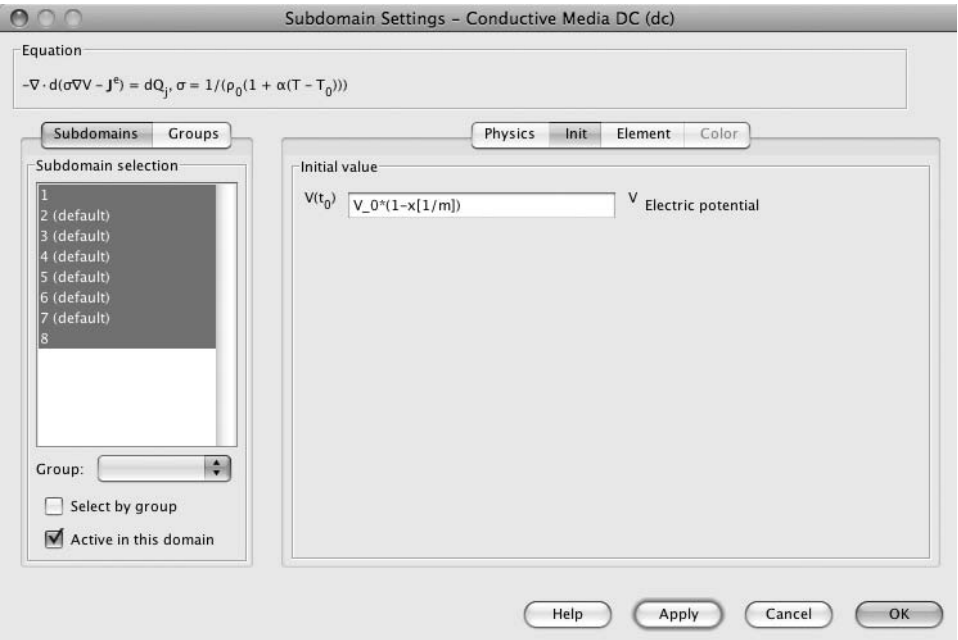 Subdomain Settings – Conductive Media DC (dc)
Equation
-∇ · d(σ∇V - Jᵉ) = dQⱼ, σ = 1/(ρ₀(1 + α(T - T₀)))
Subdomains Groups
Physics Init Element Color
Subdomain selection
1
2 (default)
3 (default)
4 (default)
5 (default)
6 (default)
7 (default)
8
Group:
Select by group
Active in this domain
Initial value
V(t₀) V_0*(1-x[1/m]) V Electric potential
Help Apply Cancel OK